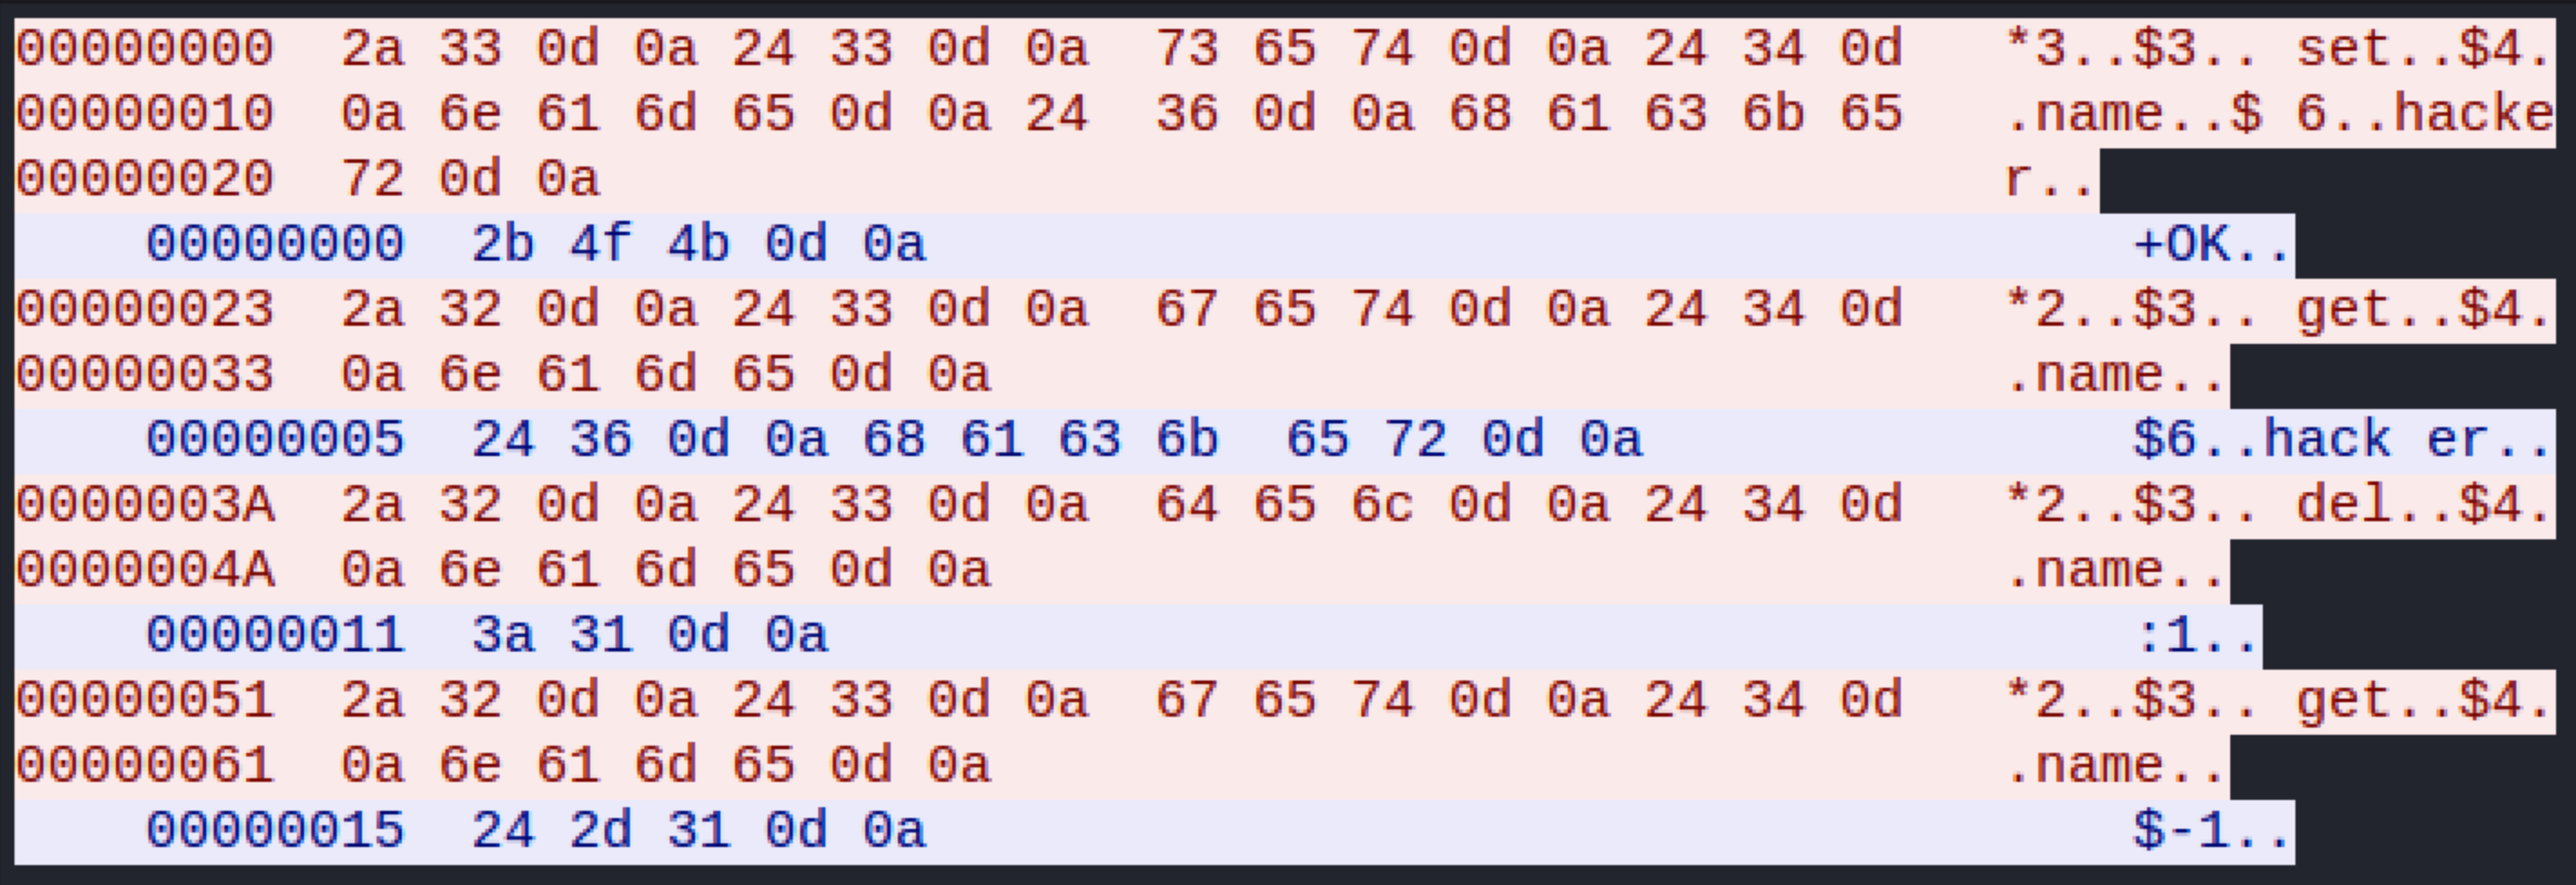 00000000  2a 33 0d 0a 24 33 0d 0a  73 65 74 0d 0a 24 34 0d   *3..$3.. set..$4.
00000010  0a 6e 61 6d 65 0d 0a 24  36 0d 0a 68 61 63 6b 65   .name..$ 6..hacke
00000020  72 0d 0a                                           r..
    00000000  2b 4f 4b 0d 0a                                     +OK..
00000023  2a 32 0d 0a 24 33 0d 0a  67 65 74 0d 0a 24 34 0d   *2..$3.. get..$4.
00000033  0a 6e 61 6d 65 0d 0a                               .name..
    00000005  24 36 0d 0a 68 61 63 6b  65 72 0d 0a               $6..hack er..
0000003A  2a 32 0d 0a 24 33 0d 0a  64 65 6c 0d 0a 24 34 0d   *2..$3.. del..$4.
0000004A  0a 6e 61 6d 65 0d 0a                               .name..
    00000011  3a 31 0d 0a                                        :1..
00000051  2a 32 0d 0a 24 33 0d 0a  67 65 74 0d 0a 24 34 0d   *2..$3.. get..$4.
00000061  0a 6e 61 6d 65 0d 0a                               .name..
    00000015  24 2d 31 0d 0a                                     $-1..